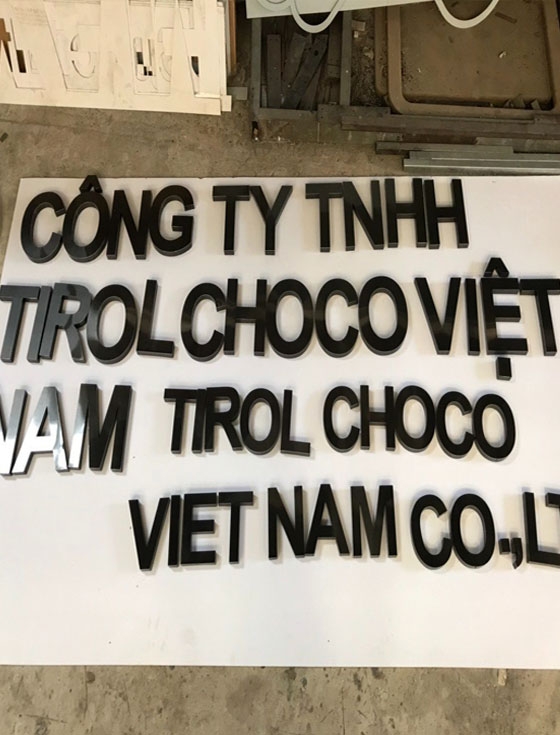 CÔNG TY TNHH
TIROL CHOCO VIỆT
NAM TIROL CHOCO
VIET NAM CO.,LT